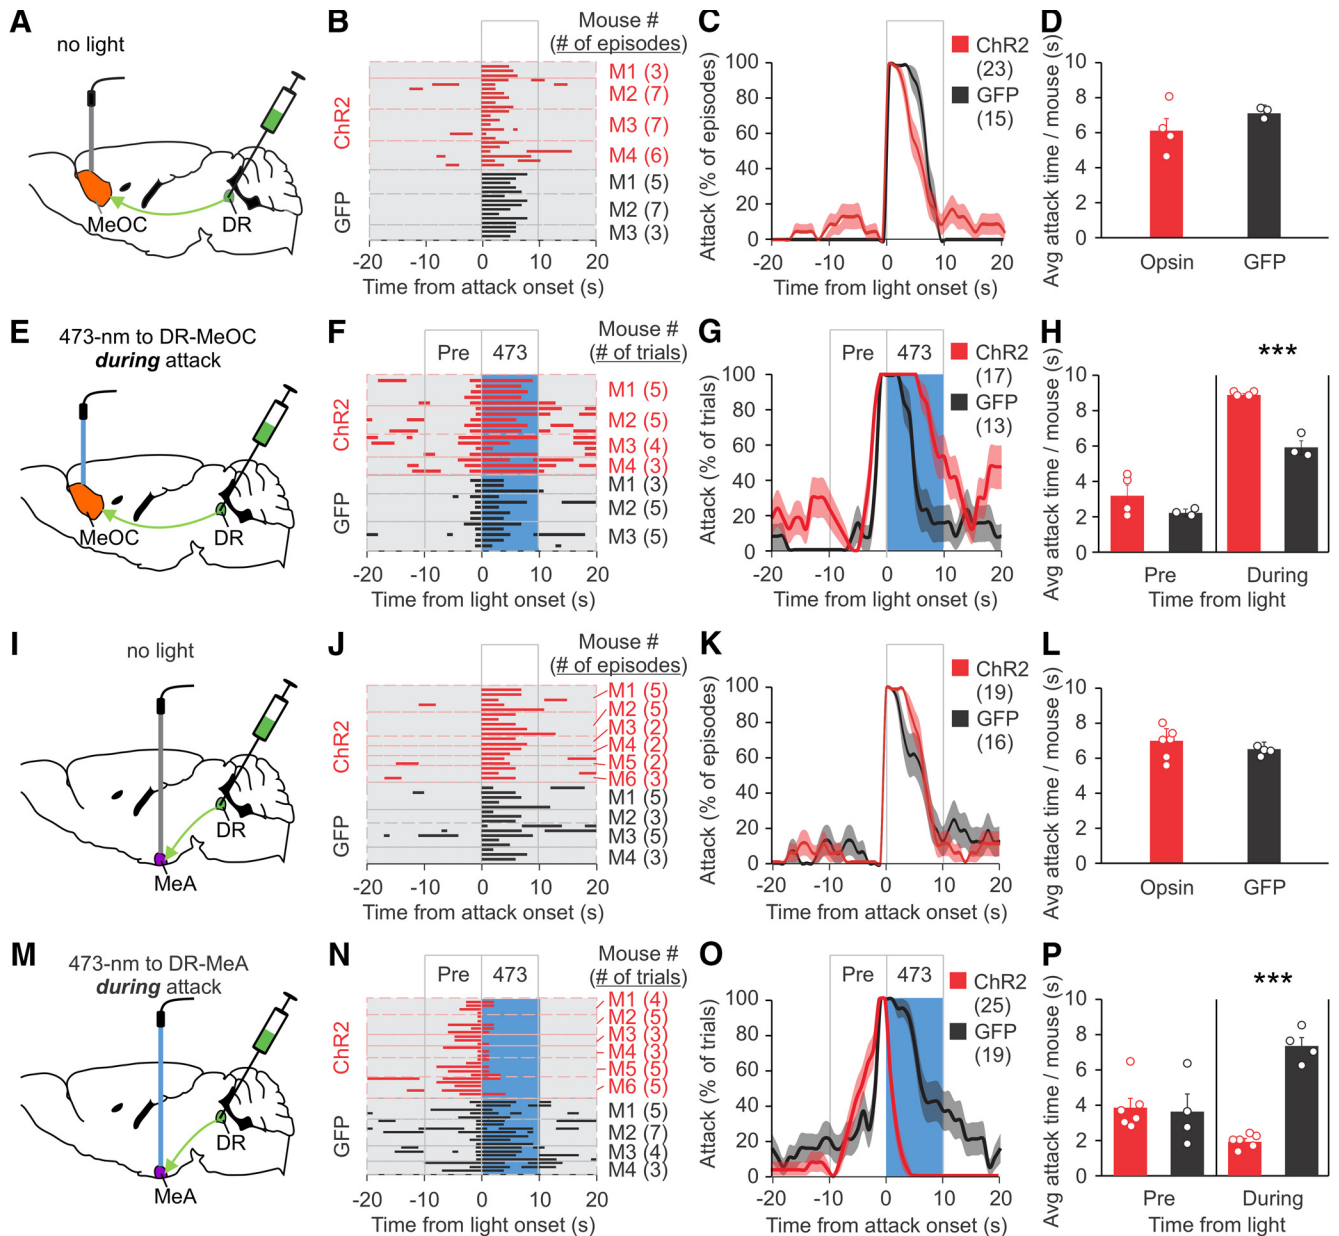 A
no light
MeOC
DR
B
Mouse #
(# of episodes)
ChR2
GFP
M1 (3)
M2 (7)
M3 (7)
M4 (6)
M1 (5)
M2 (7)
M3 (3)
-20 -10 0 10 20
Time from attack onset (s)
C
Attack (% of episodes)
100
80
60
40
20
0
-20 -10 0 10 20
Time from light onset (s)
ChR2
(23)
GFP
(15)
D
Avg attack time / mouse (s)
10
8
6
4
2
0
Opsin GFP
E
473-nm to DR-MeOC
during attack
MeOC
DR
F
Pre 473
Mouse #
(# of trials)
ChR2
GFP
M1 (5)
M2 (5)
M3 (4)
M4 (3)
M1 (3)
M2 (5)
M3 (5)
-20 -10 0 10 20
Time from light onset (s)
G
Pre 473
Attack (% of trials)
100
80
60
40
20
0
-20 -10 0 10 20
Time from light onset (s)
ChR2
(17)
GFP
(13)
H
***
Avg attack time / mouse (s)
10
8
6
4
2
0
Pre During
Time from light
I
no light
DR
MeA
J
Mouse #
(# of episodes)
ChR2
GFP
M1 (5)
M2 (5)
M3 (2)
M4 (2)
M5 (2)
M6 (3)
M1 (5)
M2 (3)
M3 (5)
M4 (3)
-20 -10 0 10 20
Time from attack onset (s)
K
Attack (% of episodes)
100
80
60
40
20
0
-20 -10 0 10 20
Time from attack onset (s)
ChR2
(19)
GFP
(16)
L
Avg attack time / mouse (s)
10
8
6
4
2
0
Opsin GFP
M
473-nm to DR-MeA
during attack
DR
MeA
N
Pre 473
Mouse #
(# of trials)
ChR2
GFP
M1 (4)
M2 (5)
M3 (3)
M4 (3)
M5 (5)
M6 (5)
M1 (5)
M2 (7)
M3 (4)
M4 (3)
-20 -10 0 10 20
Time from light onset (s)
O
Pre 473
Attack (% of trials)
100
80
60
40
20
0
-20 -10 0 10 20
Time from attack onset (s)
ChR2
(25)
GFP
(19)
P
***
Avg attack time / mouse (s)
10
8
6
4
2
0
Pre During
Time from light